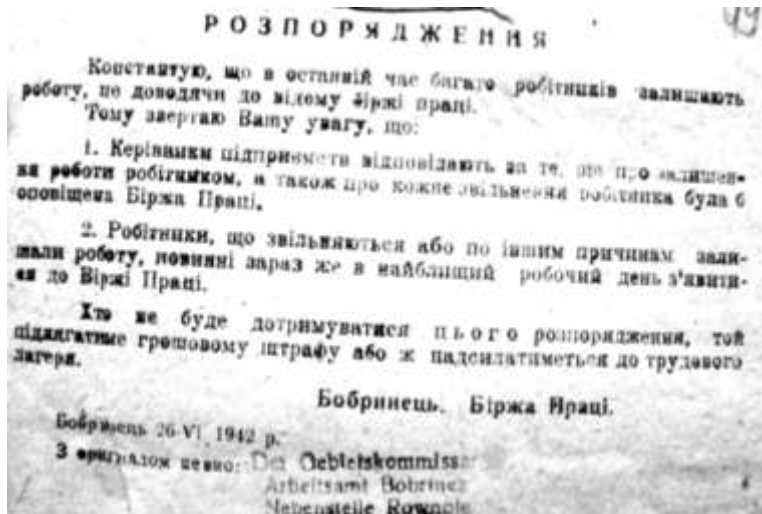 49
РОЗПОРЯДЖЕННЯ
Констатую, що в останній час багато робітників залишають
роботу, не доводячи до відому біржі праці.
Тому звертаю Вашу увагу, що:
1. Керівники підприємств відповідають за те, що про залишен-
ня роботи робітником, а також про кожне звільнення робітника була б
оповіщена Біржа Праці.
2. Робітники, що звільняються або по іншим причинам зали-
шали роботу, повинні зараз же в найблищий робочий день з'явити-
ся до Біржі Праці.
Хто не буде дотримуватися цього розпорядження, той
підлягатиме грошовому штрафу або ж надсилатиметься до трудового
лагеря.
Бобринець. Біржа Праці.
Бобринець 26-VI 1942 р.
З оригіналом певно: Der Gebietskommissar
Arbeitsamt Bobrinez
Nebenstelle Rownoje